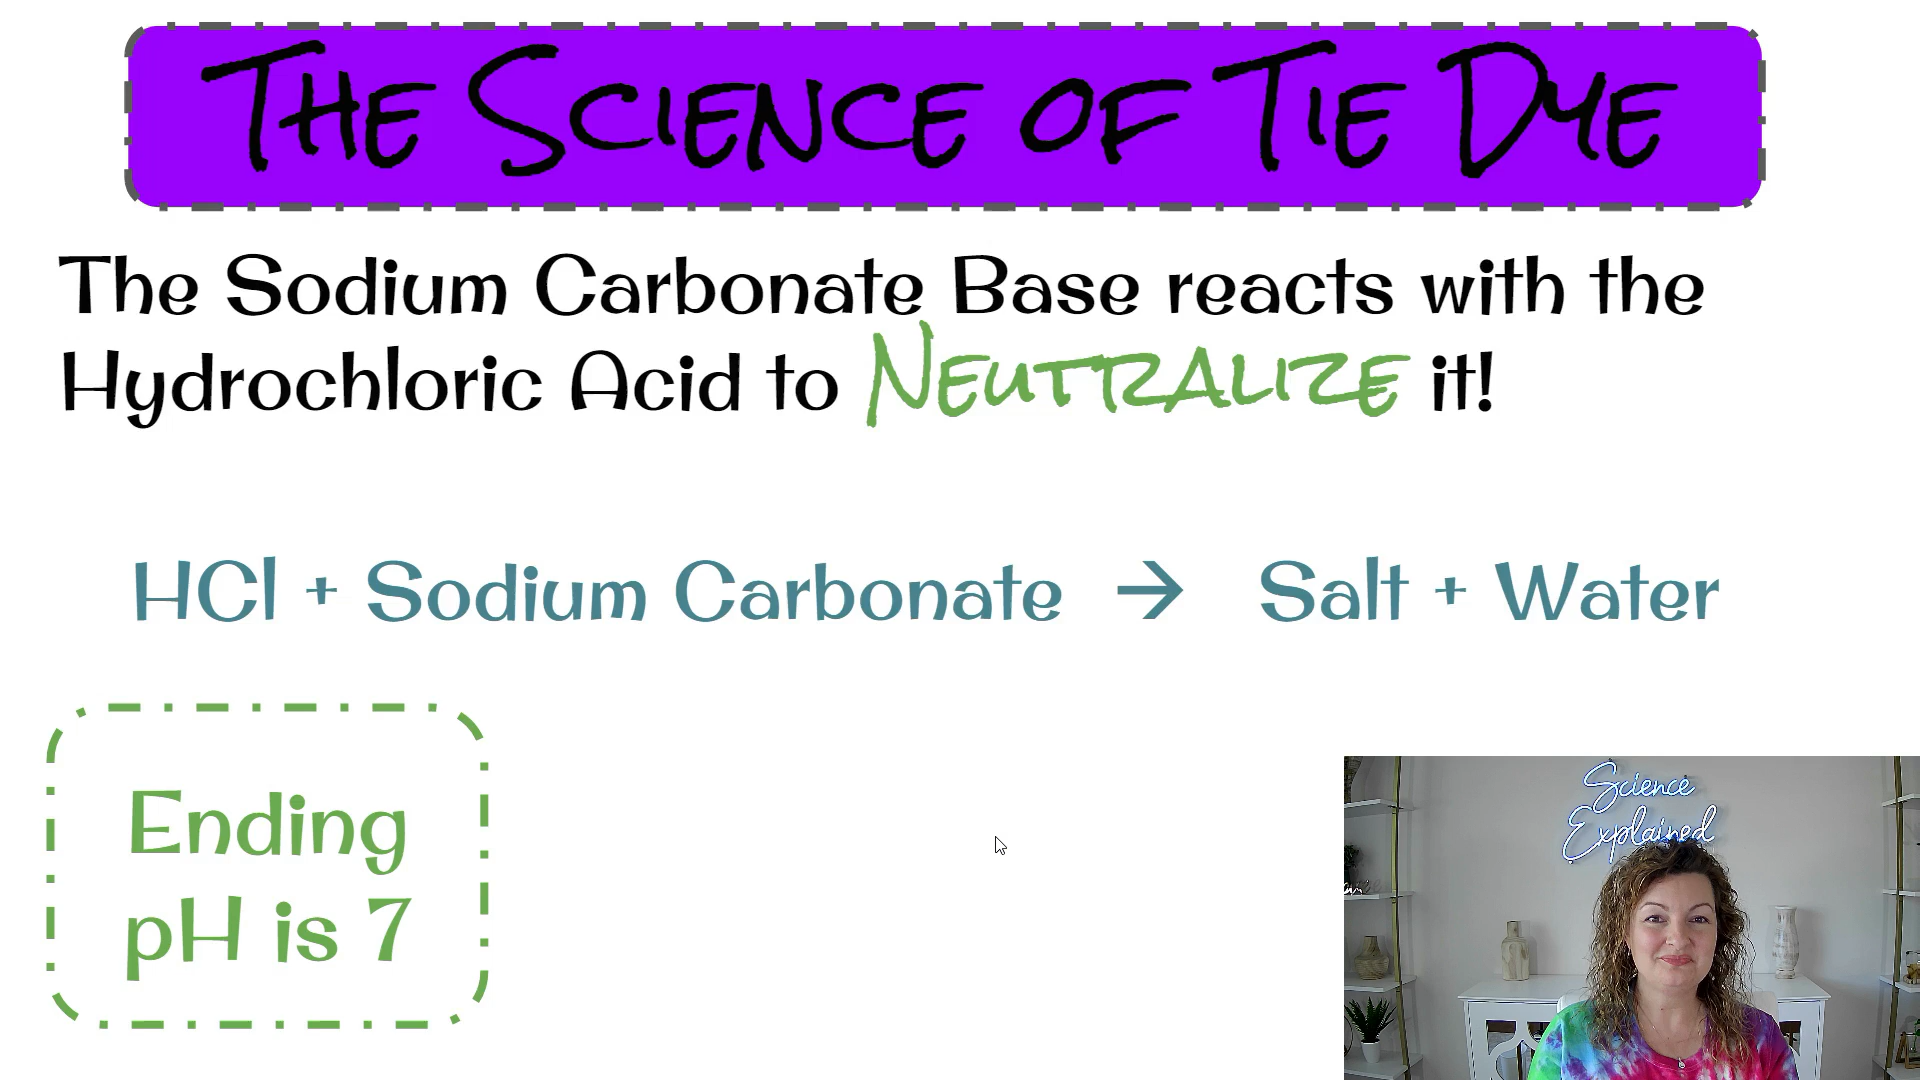 The Science of Tie Dye
The Sodium Carbonate Base reacts with the
Hydrochloric Acid to Neutralize it!
HCl + Sodium Carbonate → Salt + Water
Ending
pH is 7
Science
Explained